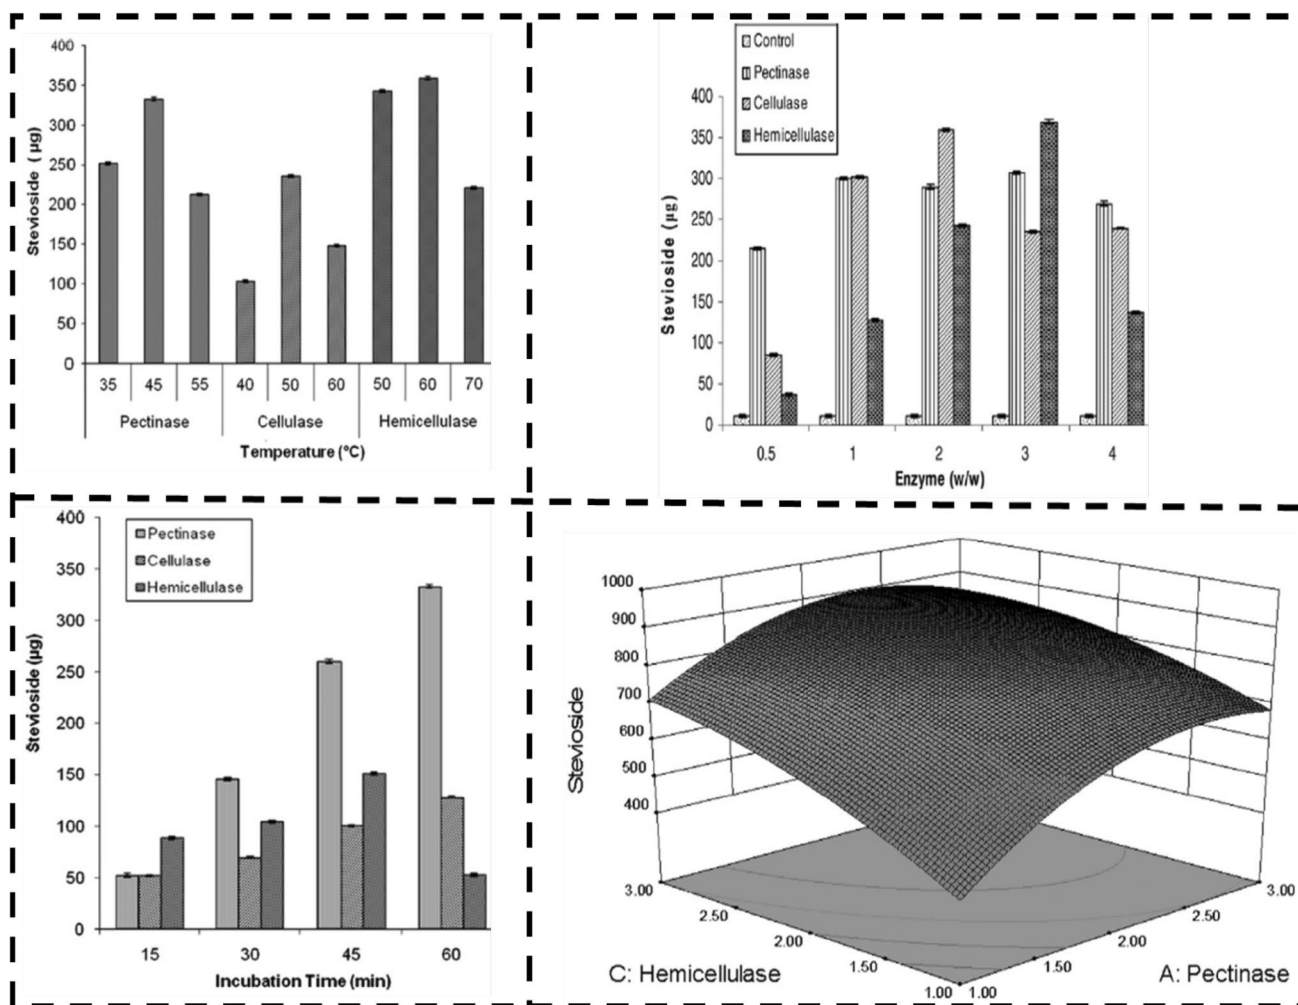 400
350
300
250
200
150
100
50
0
Stevioside (µg)
35 45 55 40 50 60 50 60 70
Pectinase Cellulase Hemicellulase
Temperature (°C)
Control
Pectinase
Cellulase
Hemicellulase
400
350
300
250
200
150
100
50
0
Stevioside (µg)
0.5 1 2 3 4
Enzyme (w/w)
400
350
300
250
200
150
100
50
0
Stevioside (µg)
Pectinase
Cellulase
Hemicellulase
15 30 45 60
Incubation Time (min)
1000
900
800
700
600
500
400
Stevioside
3.00
2.50
2.00
1.50
1.00
C: Hemicellulase
3.00
2.50
2.00
1.50
1.00
A: Pectinase